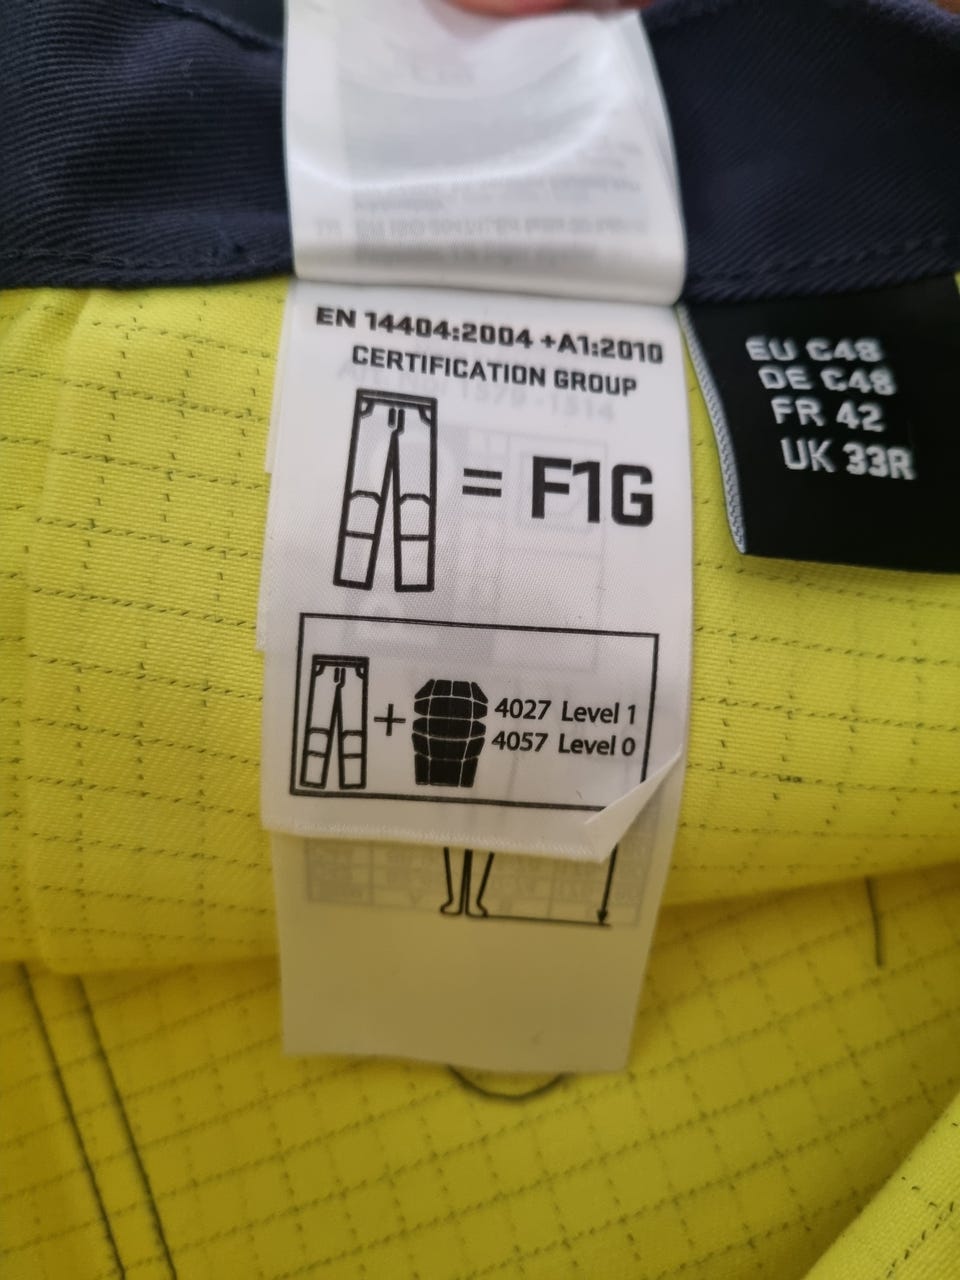 EN 14404:2004 +A1:2010
CERTIFICATION GROUP
= F1G
+ 4027 Level 1
4057 Level 0
EU C48
DE C48
FR 42
UK 33R